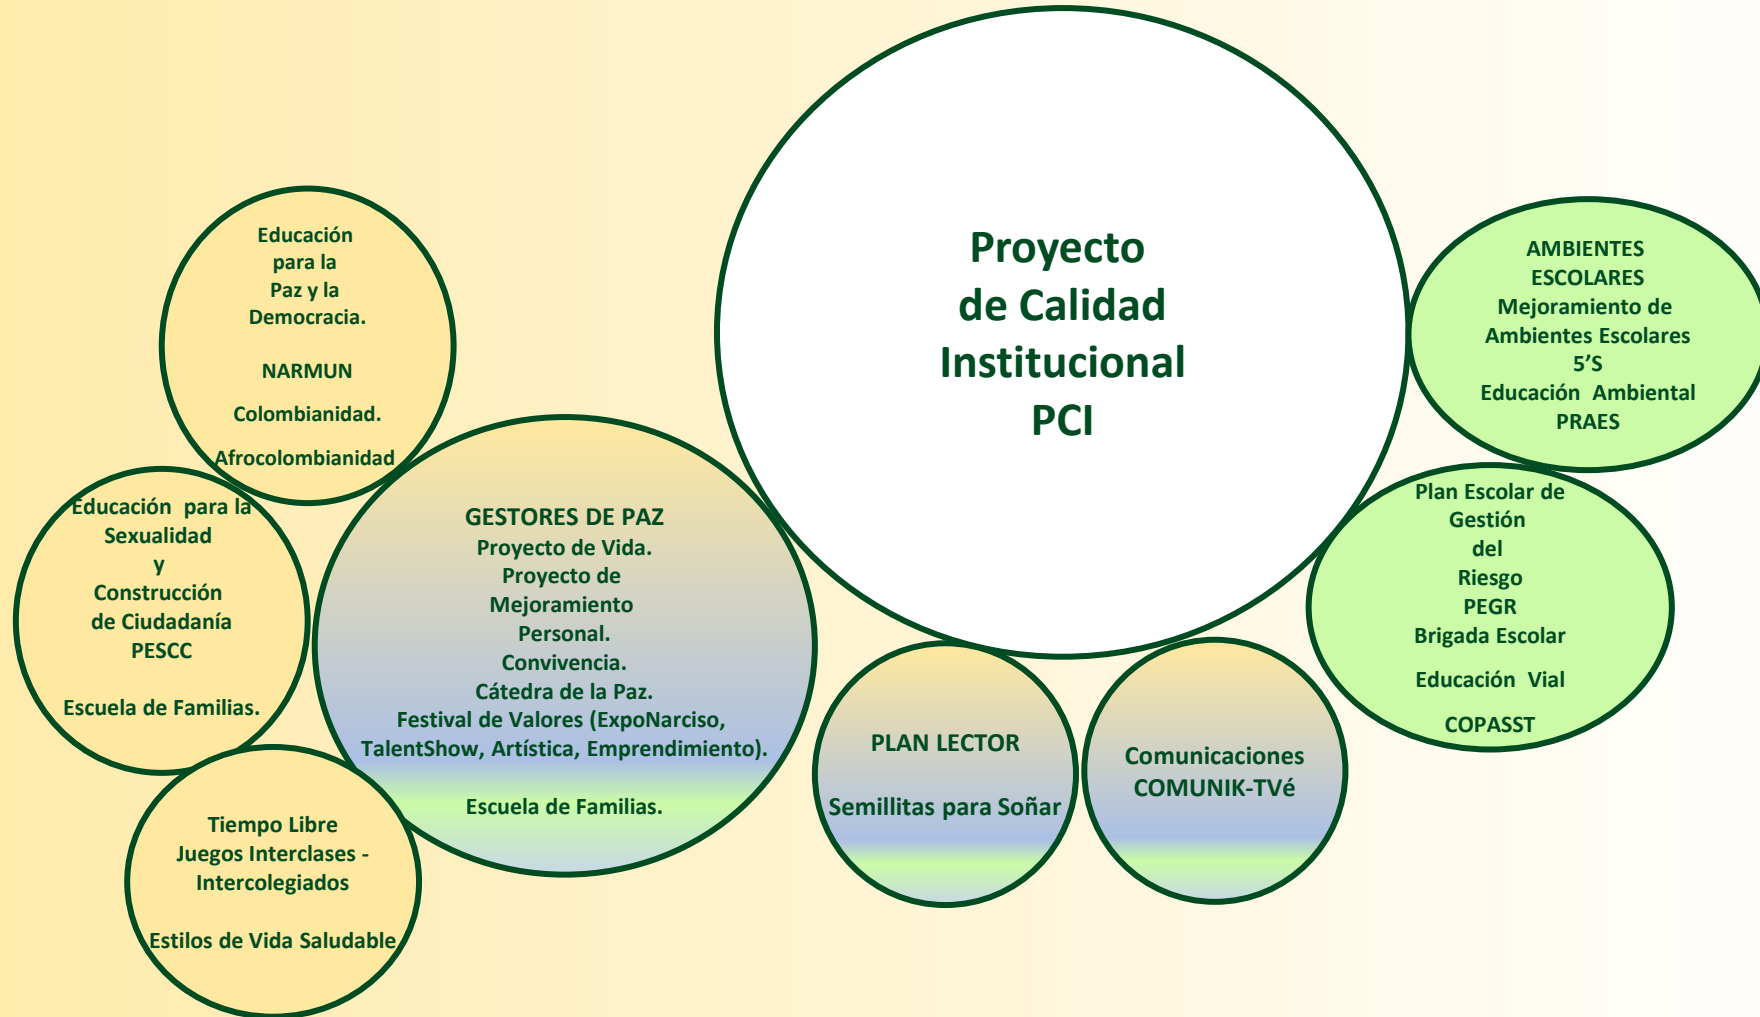 Proyecto
de Calidad
Institucional
PCI
Educación
para la
Paz y la
Democracia.
NARMUN
Colombianidad.
Afrocolombianidad
Educación para la
Sexualidad
y
Construcción
de Ciudadanía
PESCC
Escuela de Familias.
Tiempo Libre
Juegos Interclases -
Intercolegiados
Estilos de Vida Saludable
GESTORES DE PAZ
Proyecto de Vida.
Proyecto de
Mejoramiento
Personal.
Convivencia.
Cátedra de la Paz.
Festival de Valores (ExpoNarciso,
TalentShow, Artística, Emprendimiento).
Escuela de Familias.
PLAN LECTOR
Semillitas para Soñar
Comunicaciones
COMUNIK-TVé
AMBIENTES
ESCOLARES
Mejoramiento de
Ambientes Escolares
5’S
Educación Ambiental
PRAES
Plan Escolar de
Gestión
del
Riesgo
PEGR
Brigada Escolar
Educación Vial
COPASST